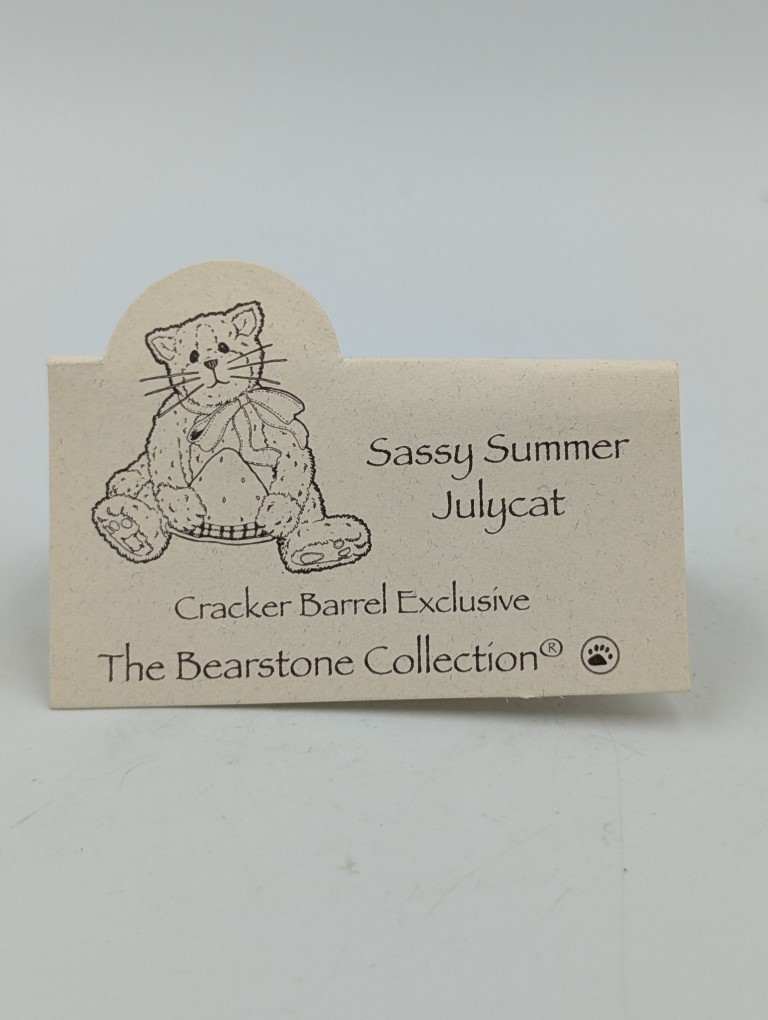 Sassy Summer
Julycat
Cracker Barrel Exclusive
The Bearstone Collection®